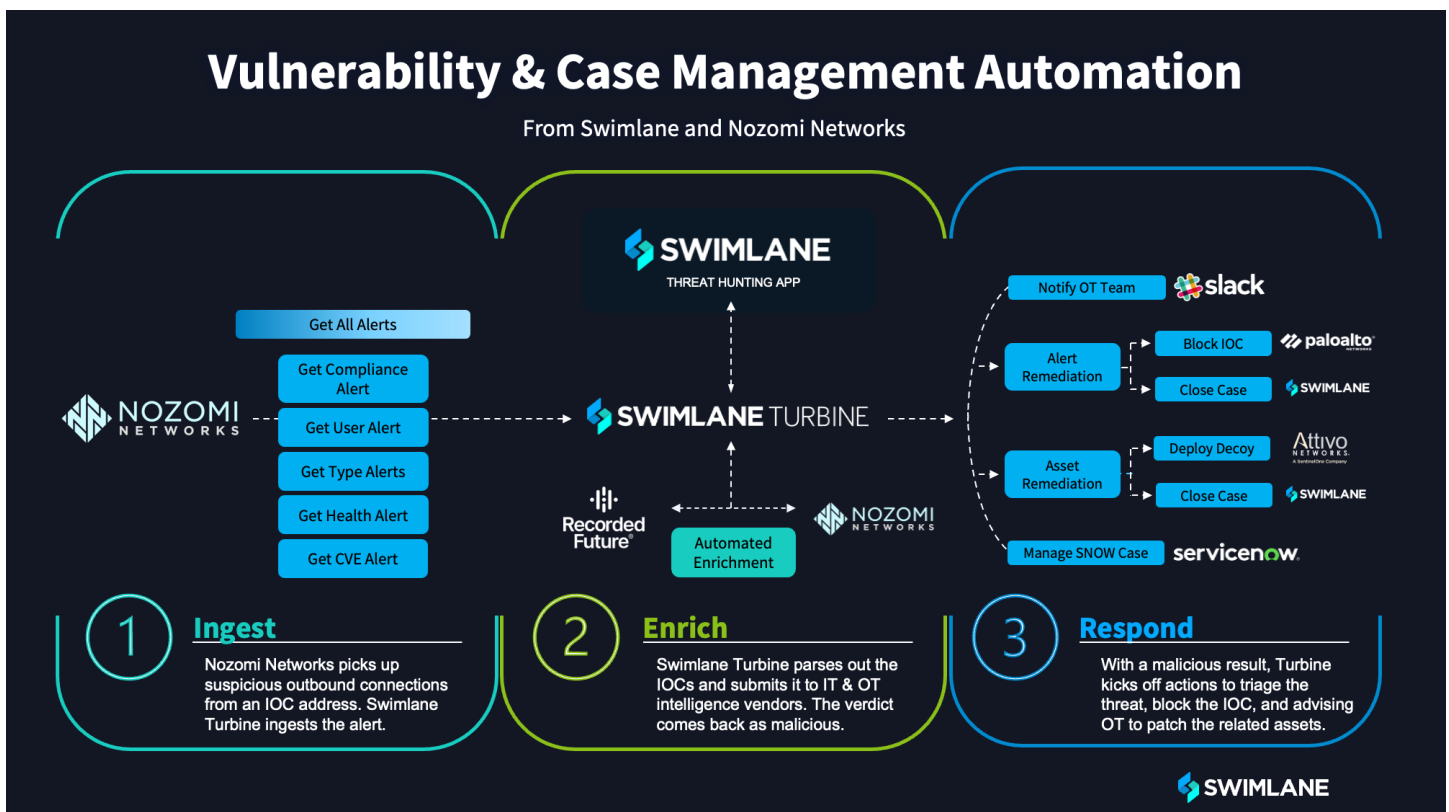 Vulnerability & Case Management Automation
From Swimlane and Nozomi Networks
Get All Alerts
Get Compliance
Alert
Get User Alert
Get Type Alerts
Get Health Alert
Get CVE Alert
NOZOMI
NETWORKS
SWIMLANE
THREAT HUNTING APP
SWIMLANE TURBINE
Recorded
Future®
Automated
Enrichment
NOZOMI
NETWORKS
Notify OT Team
slack
Alert
Remediation
Block IOC
paloalto®
NETWORKS
Close Case
SWIMLANE
Asset
Remediation
Deploy Decoy
Attivo
NETWORKS.
A SentinelOne Company
Close Case
SWIMLANE
Manage SNOW Case
servicenow.
1
Ingest
Nozomi Networks picks up
suspicious outbound connections
from an IOC address. Swimlane
Turbine ingests the alert.
2
Enrich
Swimlane Turbine parses out the
IOCs and submits it to IT & OT
intelligence vendors. The verdict
comes back as malicious.
3
Respond
With a malicious result, Turbine
kicks off actions to triage the
threat, block the IOC, and advising
OT to patch the related assets.
SWIMLANE